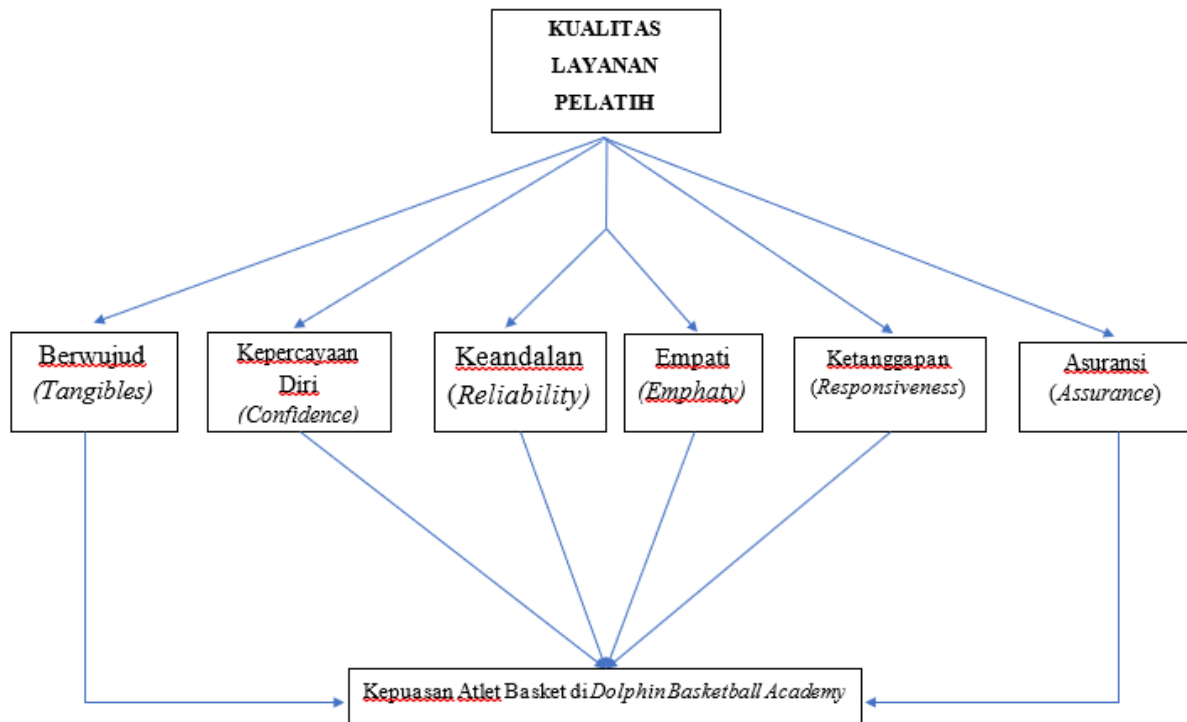 KUALITAS
LAYANAN
PELATIH
Berwujud
(Tangibles)
Kepercayaan
Diri
(Confidence)
Keandalan
(Reliability)
Empati
(Emphaty)
Ketanggapan
(Responsiveness)
Asuransi
(Assurance)
Kepuasan Atlet Basket di Dolphin Basketball Academy